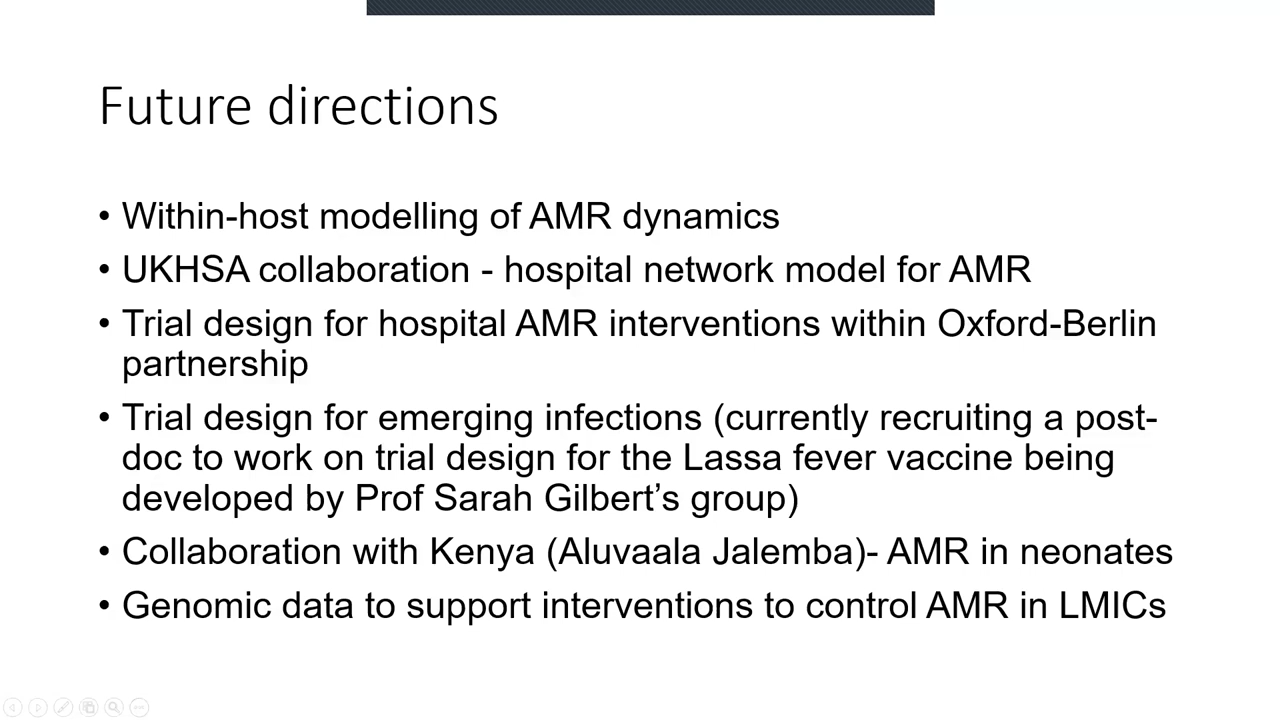 Future directions
• Within-host modelling of AMR dynamics
• UKHSA collaboration - hospital network model for AMR
• Trial design for hospital AMR interventions within Oxford-Berlin
partnership
• Trial design for emerging infections (currently recruiting a post-
doc to work on trial design for the Lassa fever vaccine being
developed by Prof Sarah Gilbert’s group)
• Collaboration with Kenya (Aluvaala Jalemba)- AMR in neonates
• Genomic data to support interventions to control AMR in LMICs